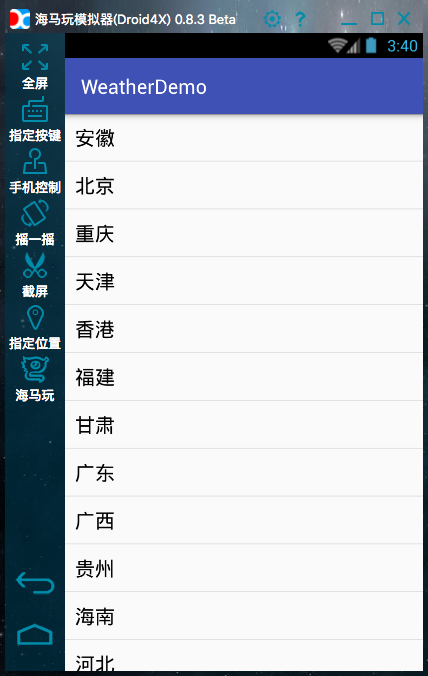 海马玩模拟器(Droid4X) 0.8.3 Beta
?
3:40
全屏
指定按键
手机控制
摇一摇
截屏
指定位置
海马玩
WeatherDemo
安徽
北京
重庆
天津
香港
福建
甘肃
广东
广西
贵州
海南
河北